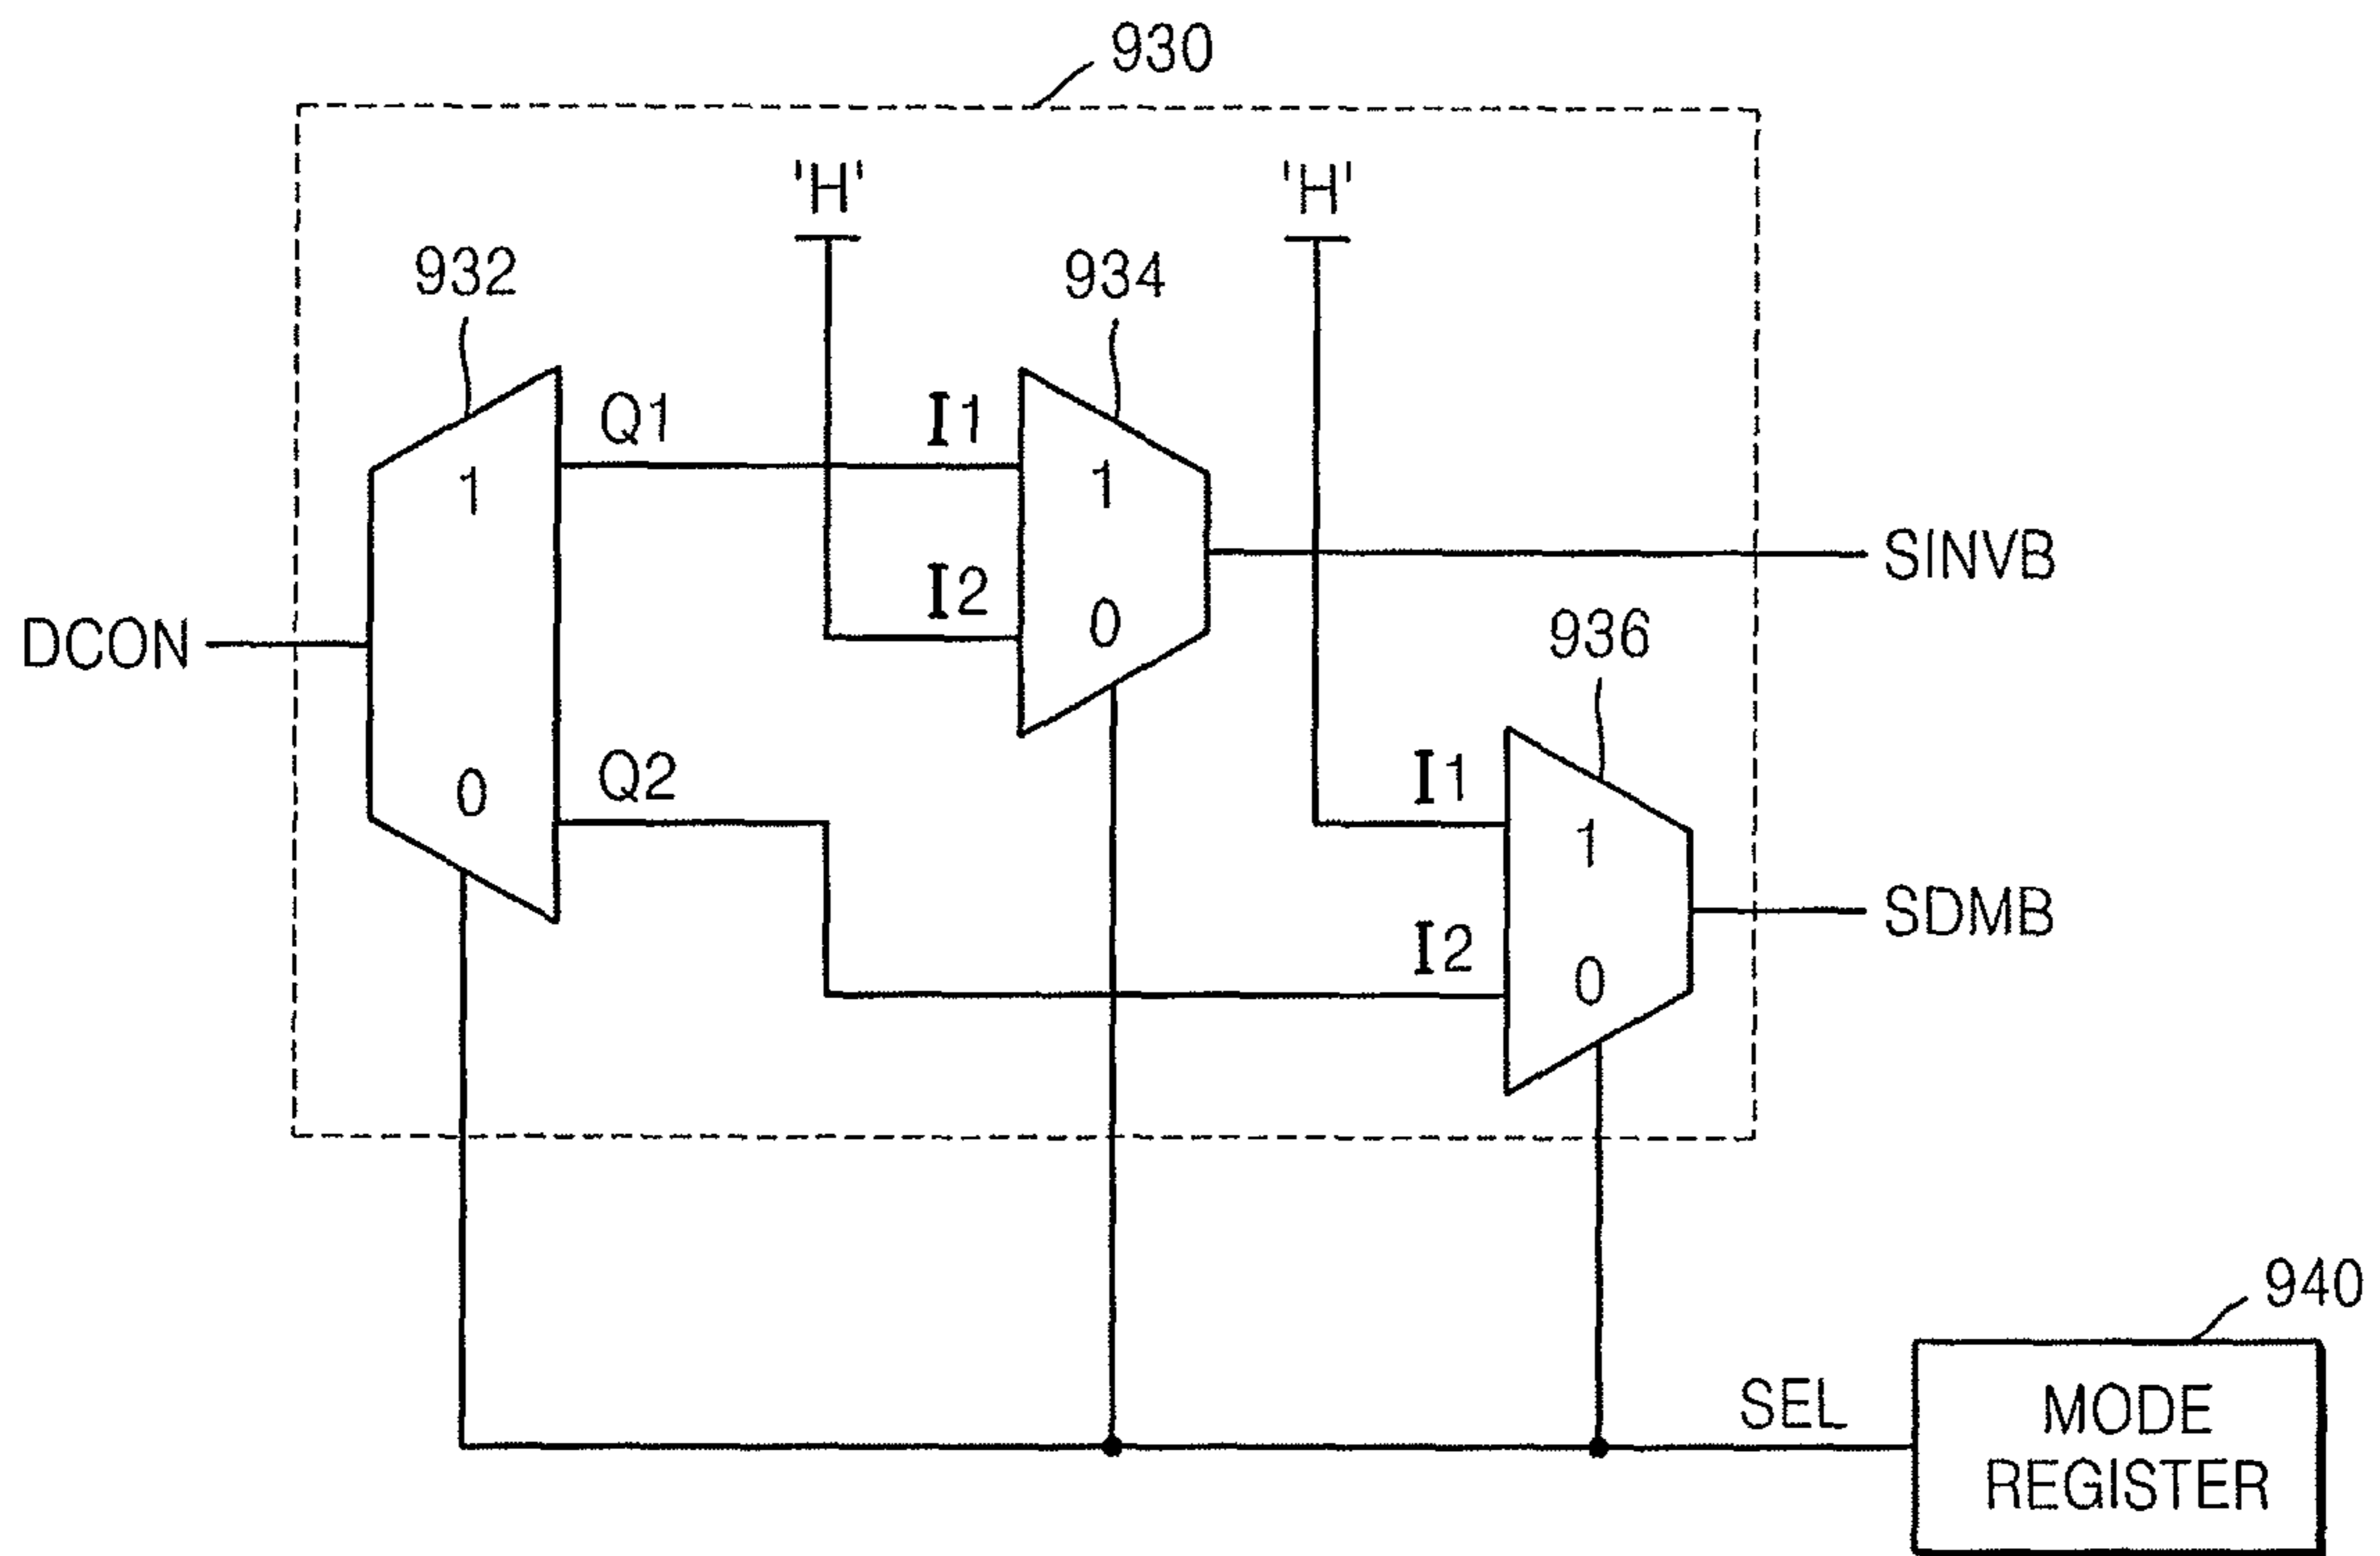 930
'H'
'H'
932
934
Q1
I1
1
1
I2
SINVB
0
936
DCON
Q2
I1
0
1
SDMB
I2
0
940
SEL
MODE
REGISTER